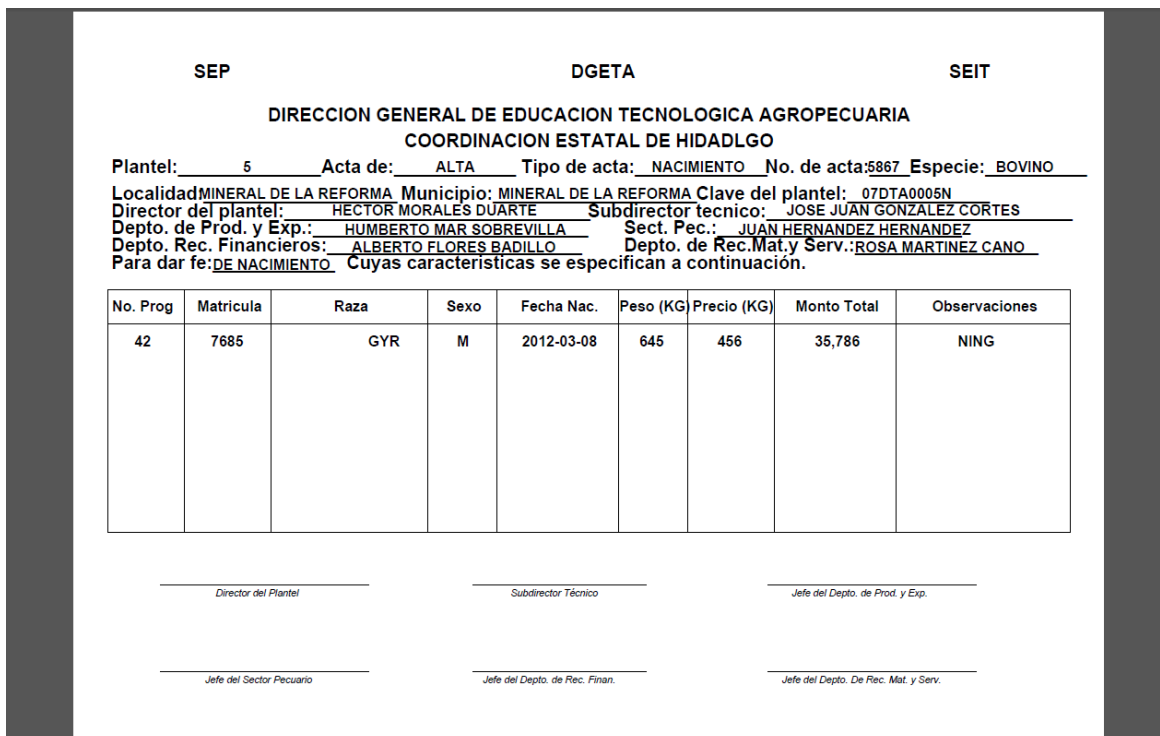 SEP DGETA SEIT
DIRECCION GENERAL DE EDUCACION TECNOLOGICA AGROPECUARIA
COORDINACION ESTATAL DE HIDADLGO
Plantel: 5 Acta de: ALTA Tipo de acta: NACIMIENTO No. de acta:5867 Especie: BOVINO
Localidad MINERAL DE LA REFORMA Municipio: MINERAL DE LA REFORMA Clave del plantel: 07DTA0005N
Director del plantel: HECTOR MORALES DUARTE Subdirector tecnico: JOSE JUAN GONZALEZ CORTES
Depto. de Prod. y Exp.: HUMBERTO MAR SOBREVILLA Sect. Pec.: JUAN HERNANDEZ HERNANDEZ
Depto. Rec. Financieros: ALBERTO FLORES BADILLO Depto. de Rec.Mat.y Serv.: ROSA MARTINEZ CANO
Para dar fe: DE NACIMIENTO Cuyas características se especifican a continuación.
No. Prog Matricula Raza Sexo Fecha Nac. Peso (KG) Precio (KG) Monto Total Observaciones
42 7685 GYR M 2012-03-08 645 456 35,786 NING
Director del Plantel Subdirector Técnico Jefe del Depto. de Prod. y Exp.
Jefe del Sector Pecuario Jefe del Depto. de Rec. Finan. Jefe del Depto. De Rec. Mat. y Serv.